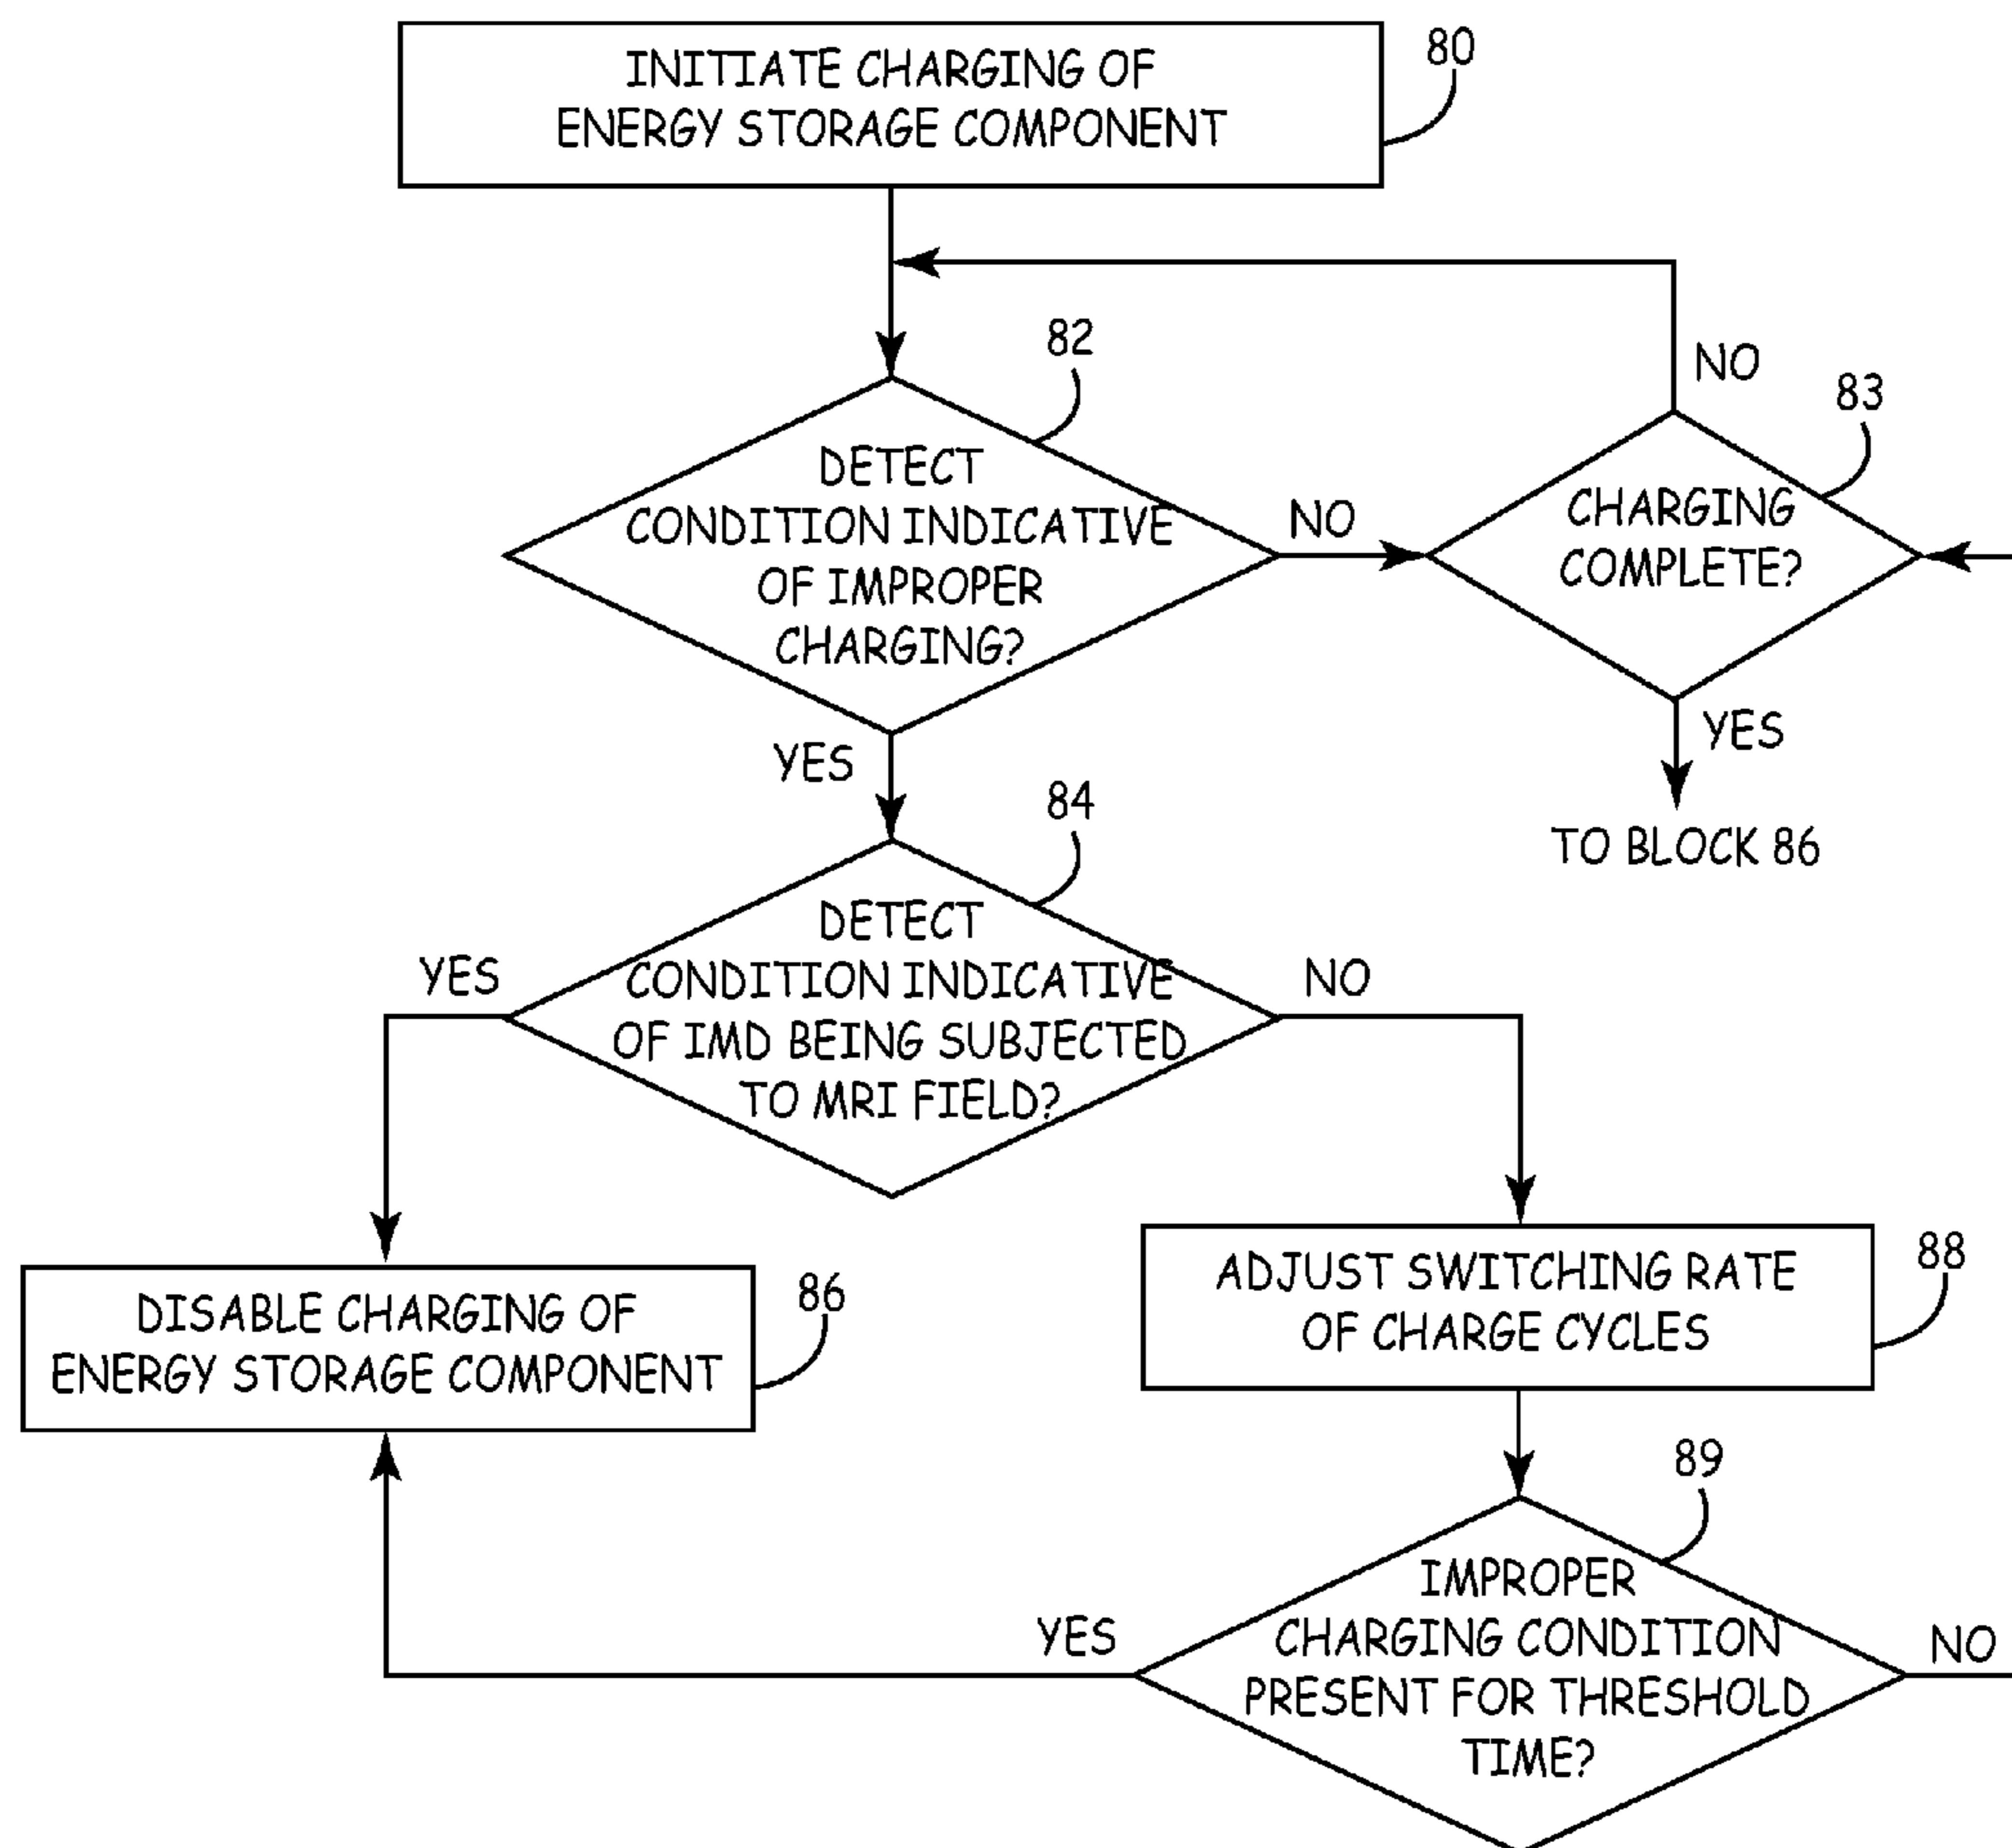 INITIATE CHARGING OF
ENERGY STORAGE COMPONENT
80
82
DETECT
CONDITION INDICATIVE
OF IMPROPER
CHARGING?
NO
YES
NO
83
CHARGING
COMPLETE?
YES
TO BLOCK 86
84
DETECT
CONDITION INDICATIVE
OF IMD BEING SUBJECTED
TO MRI FIELD?
YES
NO
DISABLE CHARGING OF
ENERGY STORAGE COMPONENT
86
ADJUST SWITCHING RATE
OF CHARGE CYCLES
88
89
IMPROPER
CHARGING CONDITION
PRESENT FOR THRESHOLD
TIME?
YES
NO